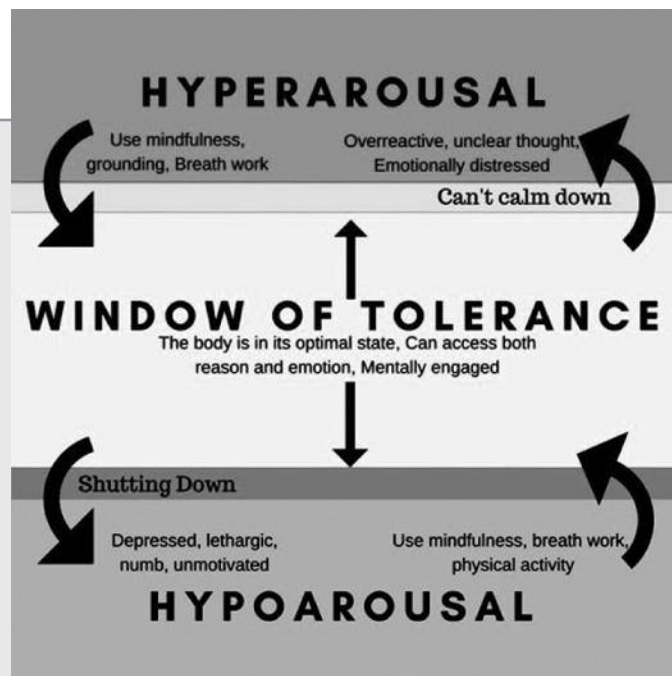 HYPERAROUSAL
Use mindfulness,
grounding, Breath work
Overreactive, unclear thought,
Emotionally distressed
Can't calm down
WINDOW OF TOLERANCE
The body is in its optimal state, Can access both
reason and emotion, Mentally engaged
Shutting Down
Depressed, lethargic,
numb, unmotivated
Use mindfulness, breath work,
physical activity
HYPOAROUSAL